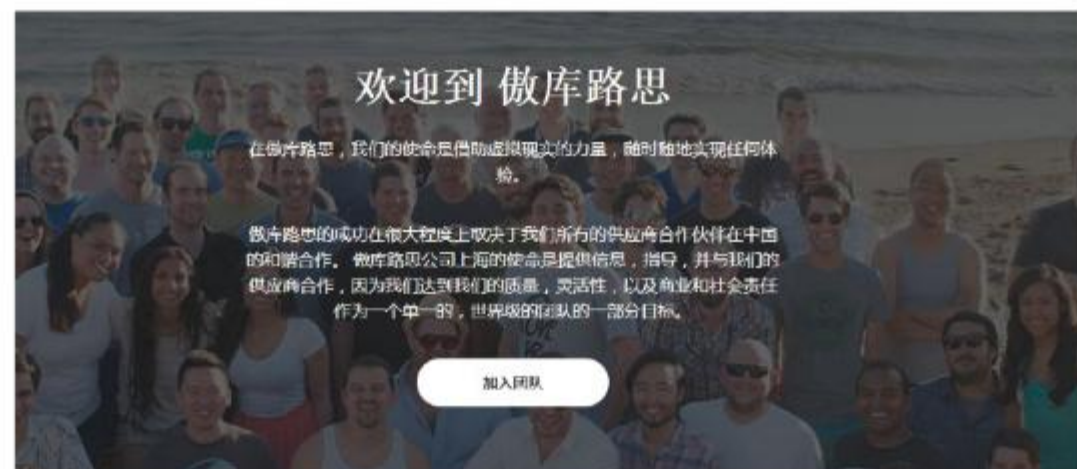 欢迎到 傲库路思
在傲库路思，我们的使命是借助虚拟现实的力量，随时随地实现任何体
验。
傲库路思的成功在很大程度上取决于我们所有的供应商合作伙伴在中国
的和谐合作。 傲库路思公司上海的使命是提供信息，指导，并与我们的
供应商合作，因为我们达到我们的质量，灵活性，以及商业和社会责任
作为一个单一的，世界级的团队的一部分目标。
加入团队